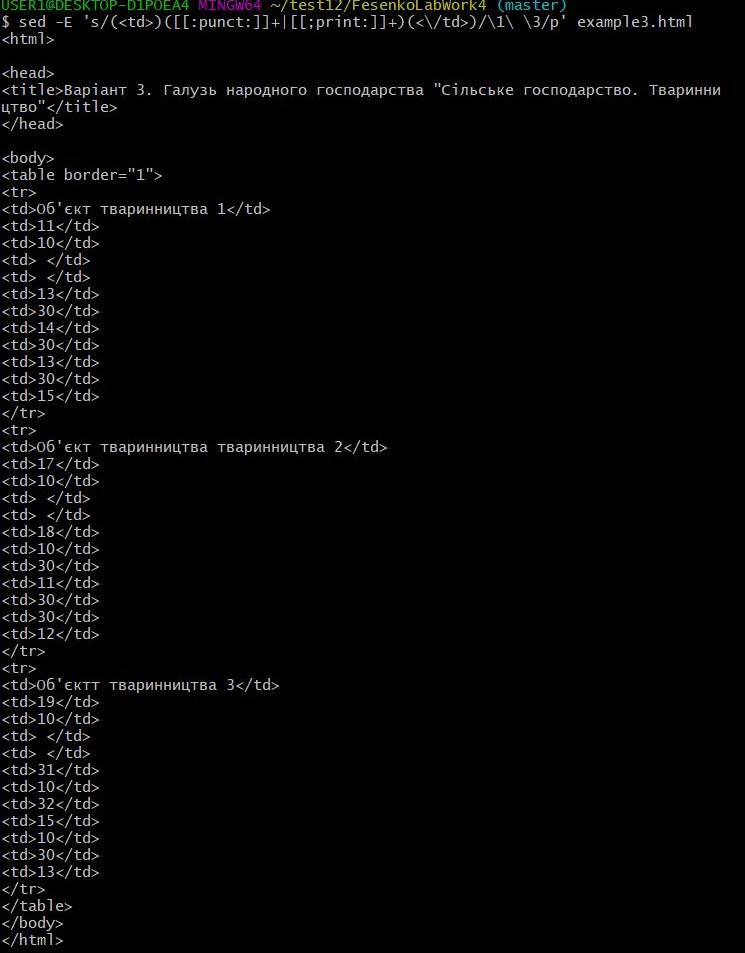 USER1@DESKTOP-D1POEA4 MINGW64 ~/test12/FesenkoLabWork4 (master)
$ sed -E 's/(<td>)([[:punct:]]+|[[;print:]]+)(<\/td>)/\1\ \3/p' example3.html
<html>

<head>
<title>Варіант 3. Галузь народного господарства "Сільське господарство. Тваринни
цтво"</title>
</head>

<body>
<table border="1">
<tr>
<td>Об'єкт тваринництва 1</td>
<td>11</td>
<td>10</td>
<td> </td>
<td> </td>
<td>13</td>
<td>30</td>
<td>14</td>
<td>30</td>
<td>13</td>
<td>30</td>
<td>15</td>
</tr>
<tr>
<td>Об'єкт тваринництва тваринництва 2</td>
<td>17</td>
<td>10</td>
<td> </td>
<td> </td>
<td>18</td>
<td>10</td>
<td>30</td>
<td>11</td>
<td>30</td>
<td>30</td>
<td>12</td>
</tr>
<tr>
<td>Об'єктт тваринництва 3</td>
<td>19</td>
<td>10</td>
<td> </td>
<td> </td>
<td>31</td>
<td>10</td>
<td>32</td>
<td>15</td>
<td>10</td>
<td>30</td>
<td>13</td>
</tr>
</table>
</body>
</html>